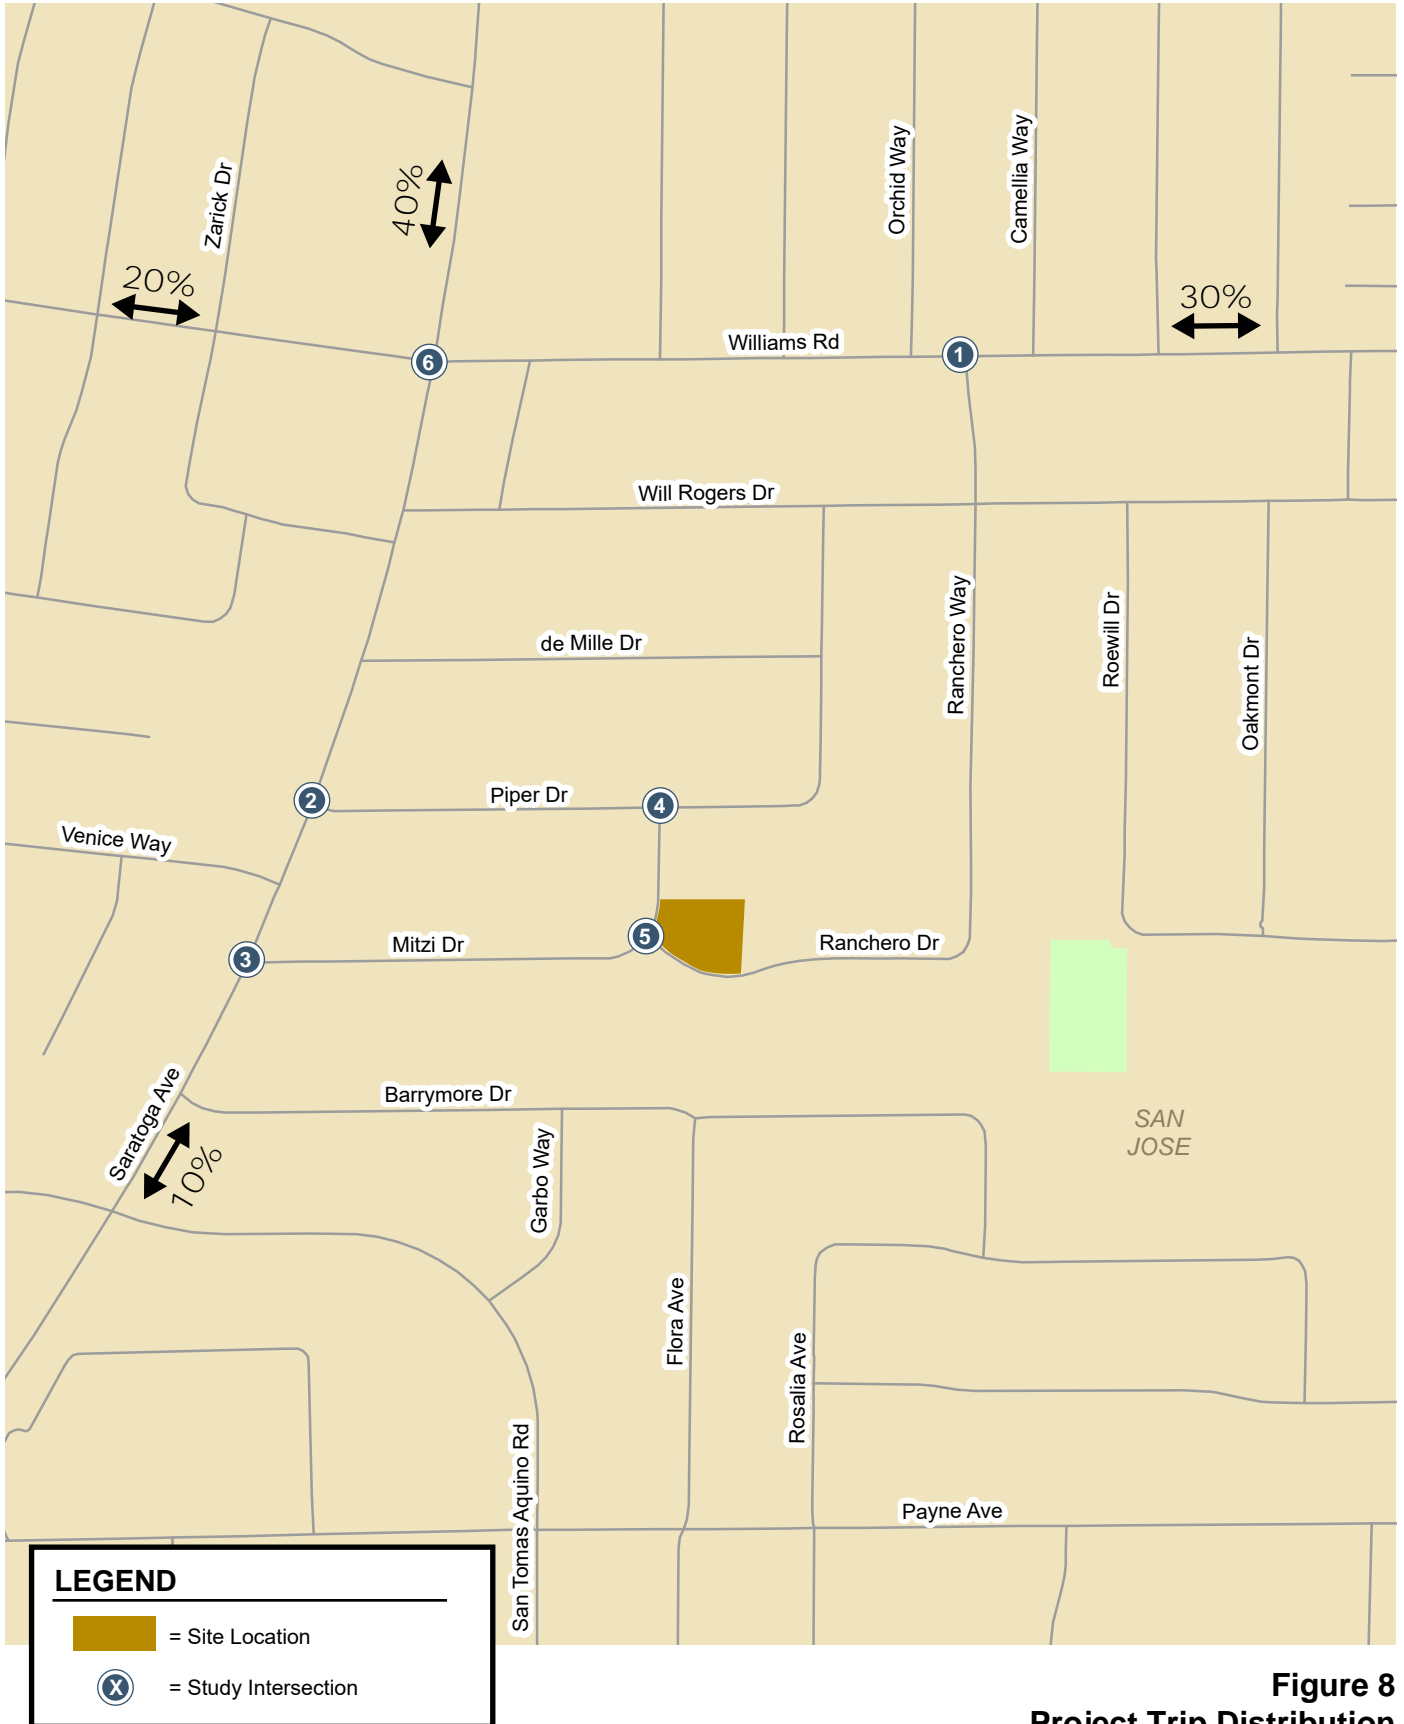 Zarick Dr
40%
Orchid Way
Camellia Way
20%
30%
Williams Rd
6
1
Will Rogers Dr
Ranchero Way
Roewill Dr
Oakmont Dr
de Mille Dr
2
Piper Dr
4
Venice Way
3
Mitzi Dr
5
Ranchero Dr
Saratoga Ave
10%
Barrymore Dr
Garbo Way
SAN
JOSE
Flora Ave
Rosalia Ave
San Tomas Aquino Rd
Payne Ave
LEGEND
= Site Location
X = Study Intersection
Figure 8
Project Trip Distribution